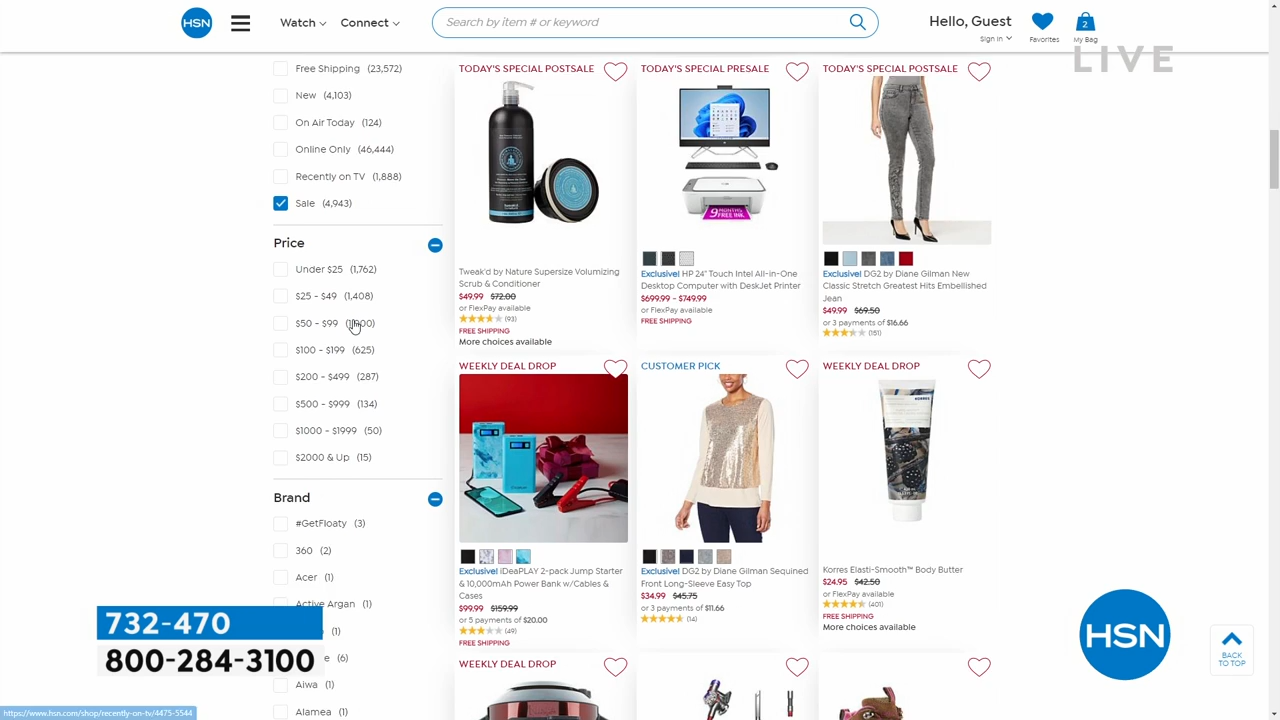 HSN
Watch
Connect
Search by item # or keyword
Hello, Guest
Sign In
Favorites
2
My Bag
LIVE
Free Shipping (23,572)
New (4,103)
On Air Today (124)
Online Only (46,444)
Recently on TV (1,888)
Sale (4,943)
Price
Under $25 (1,762)
$25 - $49 (1,408)
$50 - $99
$100 - $199 (625)
$200 - $499 (287)
$500 - $999 (134)
$1000 - $1999 (50)
$2000 & Up (15)
Brand
#GetFloaty (3)
360 (2)
Acer (1)
Active Argan (1)
(1)
(6)
Aiwa (1)
Alamea (1)
TODAY'S SPECIAL POSTSALE
Tweak'd by Nature Supersize Volumizing
Scrub & Conditioner
$49.99 $72.00
or FlexPay available
(93)
FREE SHIPPING
More choices available
TODAY'S SPECIAL PRESALE
9 MONTHS
FREE INK
Exclusive! HP 24" Touch Intel All-in-One
Desktop Computer with DeskJet Printer
$699.99 - $749.99
or FlexPay available
FREE SHIPPING
TODAY'S SPECIAL POSTSALE
Exclusive! DG2 by Diane Gilman New
Classic Stretch Greatest Hits Embellished
Jean
$49.99 $69.50
or 3 payments of $16.66
(151)
WEEKLY DEAL DROP
Exclusive! iDeaPLAY 2-pack Jump Starter
& 10,000mAh Power Bank w/Cables &
Cases
$99.99 $159.99
or 5 payments of $20.00
(49)
FREE SHIPPING
CUSTOMER PICK
Exclusive! DG2 by Diane Gilman Sequined
Front Long-Sleeve Easy Top
$34.99 $45.75
or 3 payments of $11.66
(14)
WEEKLY DEAL DROP
KORRES
Korres Elasti-Smooth™ Body Butter
$24.95 $42.50
or FlexPay available
(401)
FREE SHIPPING
More choices available
WEEKLY DEAL DROP
732-470
800-284-3100
HSN
BACK
TO TOP
https://www.hsn.com/shop/recently-on-tv/4475-5544